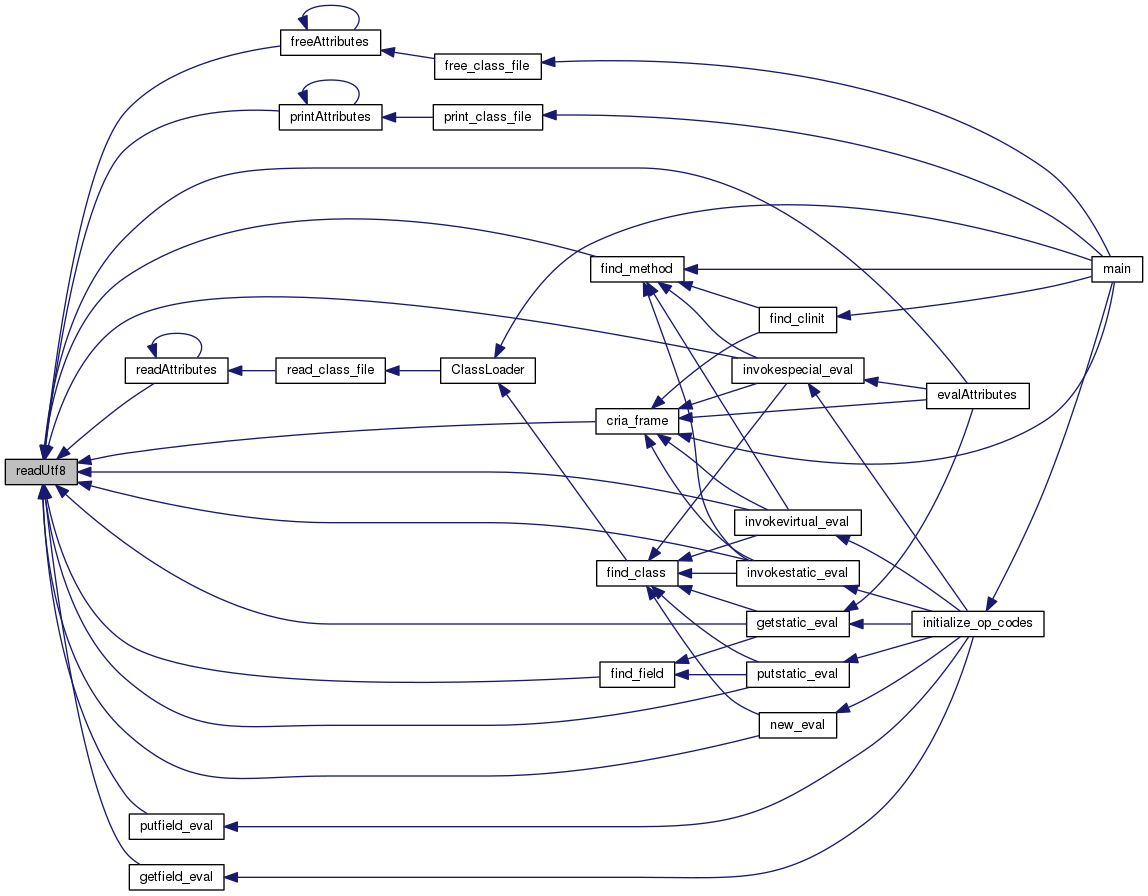 freeAttributes
free_class_file
printAttributes
print_class_file
find_method
main
find_clinit
readAttributes
read_class_file
ClassLoader
invokespecial_eval
evalAttributes
cria_frame
readUtf8
invokevirtual_eval
find_class
invokestatic_eval
getstatic_eval
initialize_op_codes
find_field
putstatic_eval
new_eval
putfield_eval
getfield_eval